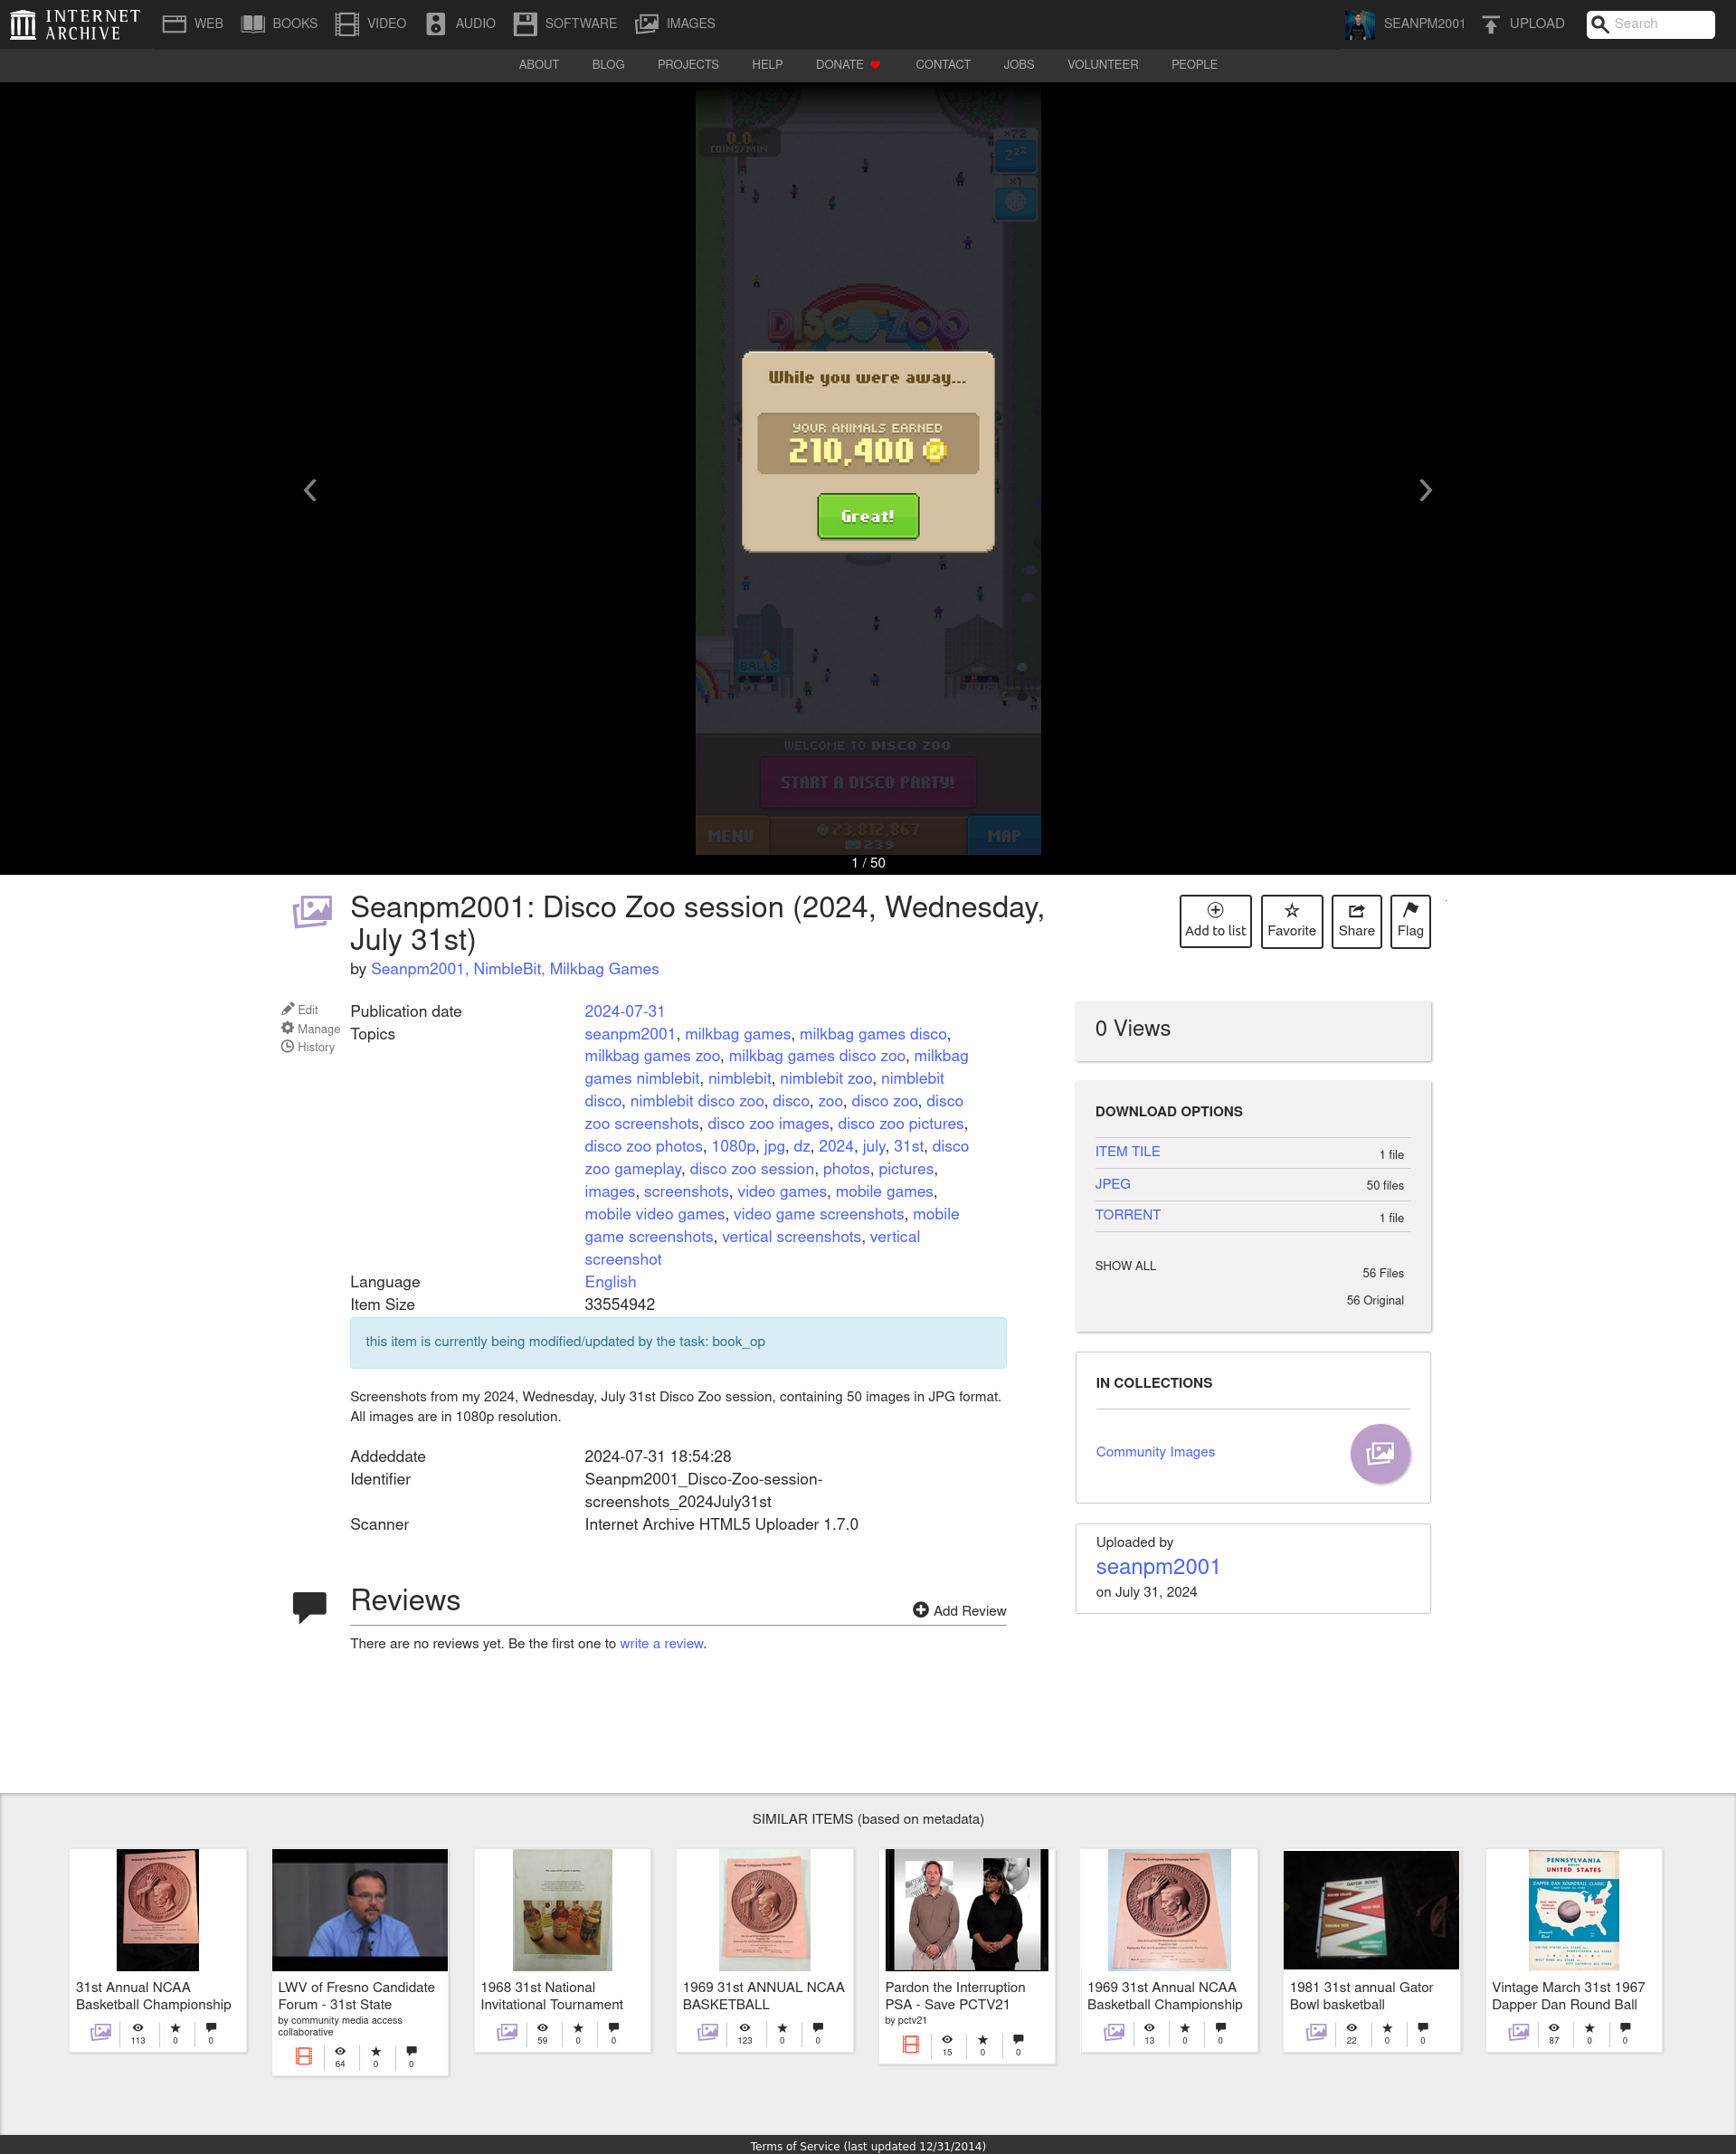 INTERNET
ARCHIVE
WEB BOOKS VIDEO AUDIO SOFTWARE IMAGES
SEANPM2001 UPLOAD Search
ABOUT BLOG PROJECTS HELP DONATE CONTACT JOBS VOLUNTEER PEOPLE
0.0
COINS/MIN
×72
zzz
×1
DISCO ZOO
While you were away...
YOUR ANIMALS EARNED
210,400
Great!
BALLS
WELCOME TO DISCO ZOO
START A DISCO PARTY!
MENU
23,812,867
239
MAP
1 / 50
Seanpm2001: Disco Zoo session (2024, Wednesday,
July 31st)
by Seanpm2001, NimbleBit, Milkbag Games
Add to list
Favorite
Share
Flag
Edit
Manage
History
Publication date 2024-07-31
Topics seanpm2001, milkbag games, milkbag games disco,
milkbag games zoo, milkbag games disco zoo, milkbag
games nimblebit, nimblebit, nimblebit zoo, nimblebit
disco, nimblebit disco zoo, disco, zoo, disco zoo, disco
zoo screenshots, disco zoo images, disco zoo pictures,
disco zoo photos, 1080p, jpg, dz, 2024, july, 31st, disco
zoo gameplay, disco zoo session, photos, pictures,
images, screenshots, video games, mobile games,
mobile video games, video game screenshots, mobile
game screenshots, vertical screenshots, vertical
screenshot
Language English
Item Size 33554942
this item is currently being modified/updated by the task: book_op
Screenshots from my 2024, Wednesday, July 31st Disco Zoo session, containing 50 images in JPG format.
All images are in 1080p resolution.
Addeddate 2024-07-31 18:54:28
Identifier Seanpm2001_Disco-Zoo-session-
screenshots_2024July31st
Scanner Internet Archive HTML5 Uploader 1.7.0
Reviews
Add Review
There are no reviews yet. Be the first one to write a review.
0 Views
DOWNLOAD OPTIONS
ITEM TILE 1 file
JPEG 50 files
TORRENT 1 file
SHOW ALL 56 Files
56 Original
IN COLLECTIONS
Community Images
Uploaded by
seanpm2001
on July 31, 2024
SIMILAR ITEMS (based on metadata)
31st Annual NCAA
Basketball Championship
113 0 0
LWV of Fresno Candidate
Forum - 31st State
by community media access
collaborative
64 0 0
1968 31st National
Invitational Tournament
59 0 0
1969 31st ANNUAL NCAA
BASKETBALL
123 0 0
Pardon the Interruption
PSA - Save PCTV21
by pctv21
15 0 0
1969 31st Annual NCAA
Basketball Championship
13 0 0
1981 31st annual Gator
Bowl basketball
22 0 0
PENNSYLVANIA
UNITED STATES
DAPPER DAN ROUNDBALL CLASSIC
Vintage March 31st 1967
Dapper Dan Round Ball
87 0 0
Terms of Service (last updated 12/31/2014)